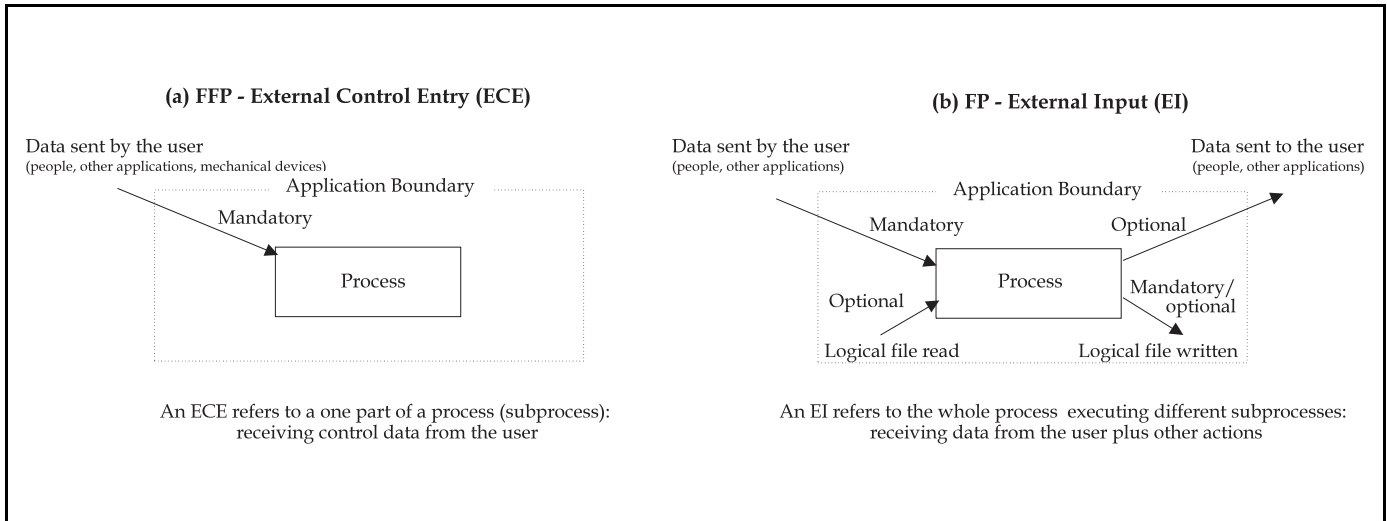 (a) FFP - External Control Entry (ECE)
Data sent by the user
(people, other applications, mechanical devices)
Application Boundary
Mandatory
Process
An ECE refers to a one part of a process (subprocess):
receiving control data from the user
(b) FP - External Input (EI)
Data sent by the user
(people, other applications)
Data sent to the user
(people, other applications)
Application Boundary
Mandatory
Optional
Process
Optional
Mandatory/
optional
Logical file read
Logical file written
An EI refers to the whole process executing different subprocesses:
receiving data from the user plus other actions